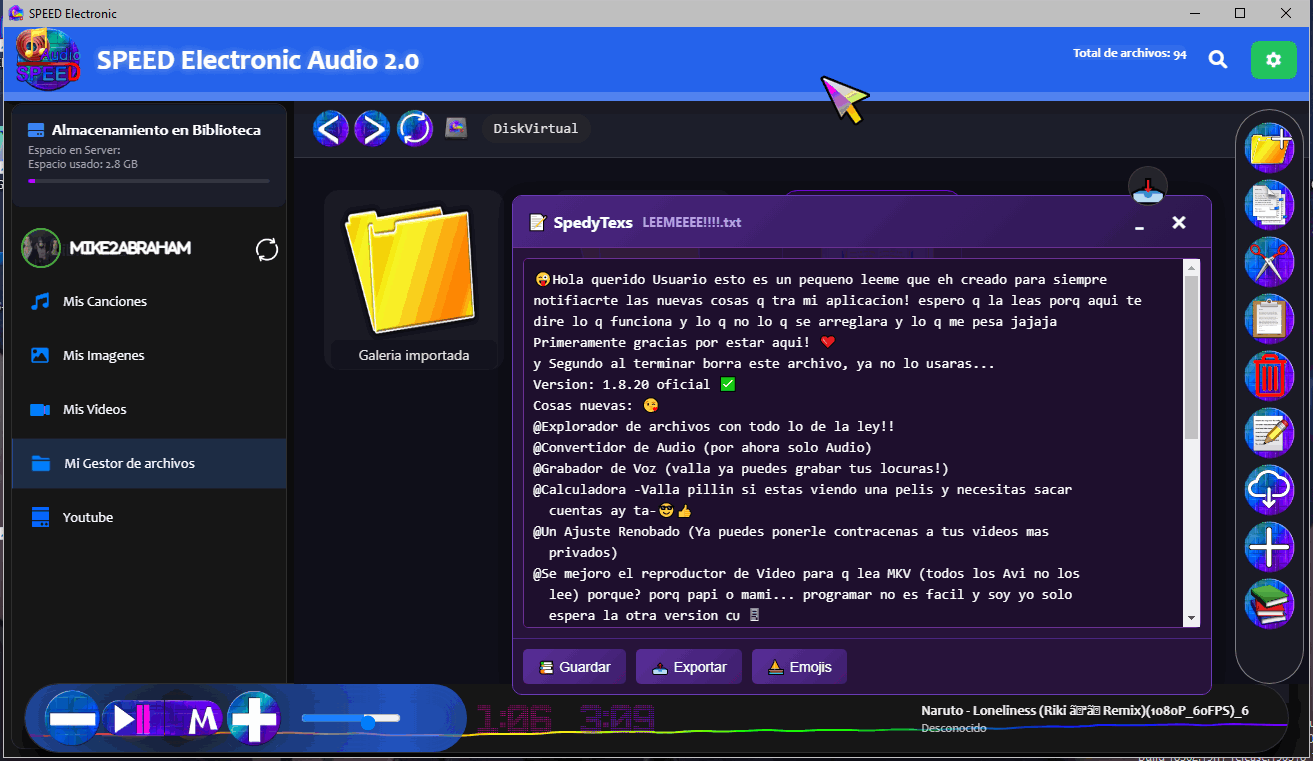 SPEED Electronic
Audio
SPEED
SPEED Electronic Audio 2.0
Total de archivos: 94
Almacenamiento en Biblioteca
Espacio en Server:
Espacio usado: 2.8 GB
DiskVirtual
MIKE2ABRAHAM
Mis Canciones
Mis Imagenes
Mis Videos
Mi Gestor de archivos
Youtube
Galeria importada
SpedyTexs LEEMEEEE!!!!.txt
😜Hola querido Usuario esto es un pequeno leeme que eh creado para siempre
notifiacrte las nuevas cosas q tra mi aplicacion! espero q la leas porq aqui te
dire lo q funciona y lo q no lo q se arreglara y lo q me pesa jajaja
Primeramente gracias por estar aqui! ❤️
y Segundo al terminar borra este archivo, ya no lo usaras...
Version: 1.8.20 oficial ✅
Cosas nuevas: 😘
@Explorador de archivos con todo lo de la ley!!
@Convertidor de Audio (por ahora solo Audio)
@Grabador de Voz (valla ya puedes grabar tus locuras!)
@Calculadora -Valla pillin si estas viendo una pelis y necesitas sacar
cuentas ay ta-😎👍
@Un Ajuste Renobado (Ya puedes ponerle contracenas a tus videos mas
privados)
@Se mejoro el reproductor de Video para q lea MKV (todos los Avi no los
lee) porque? porq papi o mami... programar no es facil y soy yo solo
espera la otra version cu
Guardar
Exportar
Emojis
M
1:06 3:09
Naruto - Loneliness (Riki Remix)(1080P_60FPS)_6
Desconocido